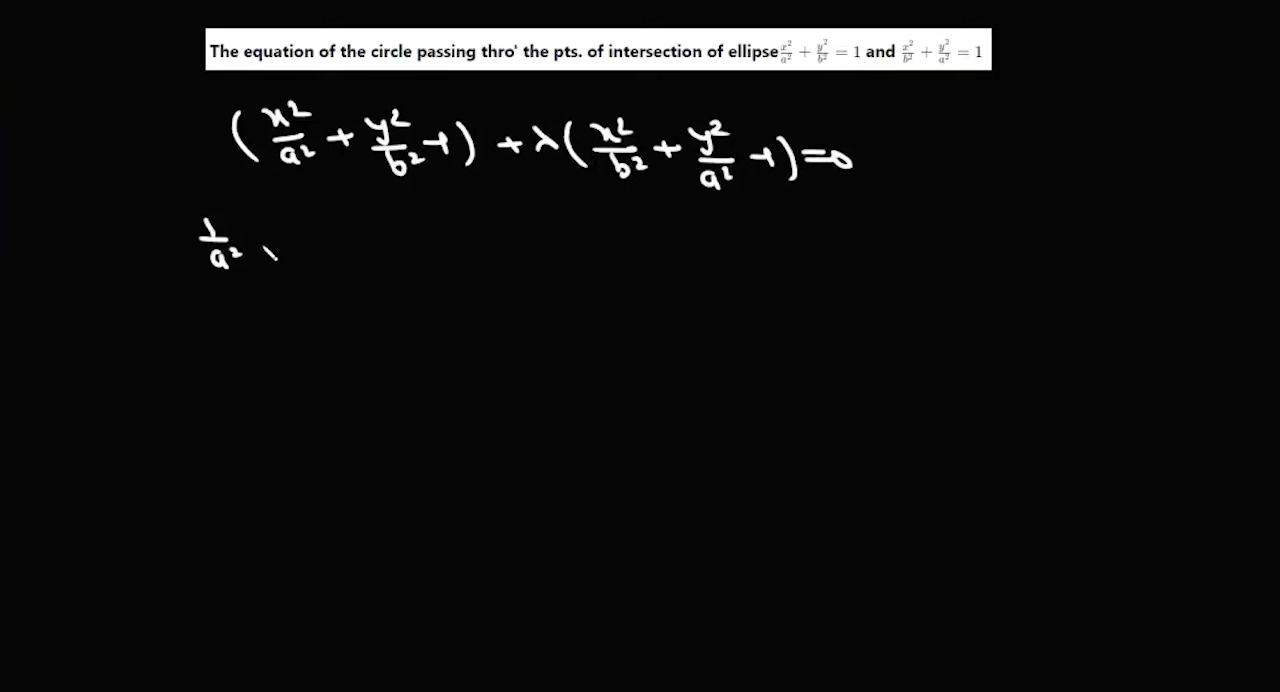 The equation of the circle passing thro' the pts. of intersection of ellipse x²/a² + y²/b² = 1 and x²/b² + y²/a² = 1
(x²/a² + y²/b² -1) + λ(x²/b² + y²/a² -1)=0
1/a²